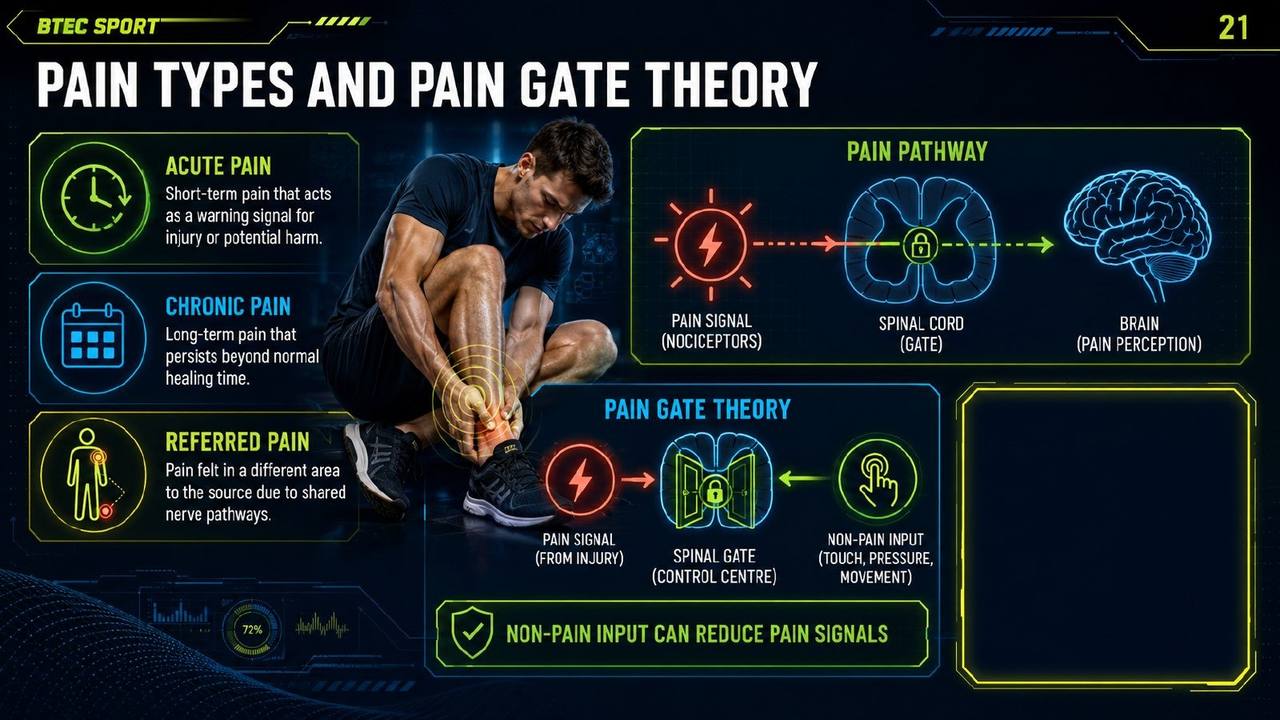 BTEC SPORT
21
PAIN TYPES AND PAIN GATE THEORY
ACUTE PAIN
Short-term pain that acts
as a warning signal for
injury or potential harm.
CHRONIC PAIN
Long-term pain that
persists beyond normal
healing time.
REFERRED PAIN
Pain felt in a different area
to the source due to shared
nerve pathways.
72%
PAIN PATHWAY
PAIN SIGNAL
(NOCICEPTORS)
SPINAL CORD
(GATE)
BRAIN
(PAIN PERCEPTION)
PAIN GATE THEORY
PAIN SIGNAL
(FROM INJURY)
SPINAL GATE
(CONTROL CENTRE)
NON-PAIN INPUT
(TOUCH, PRESSURE,
MOVEMENT)
NON-PAIN INPUT CAN REDUCE PAIN SIGNALS